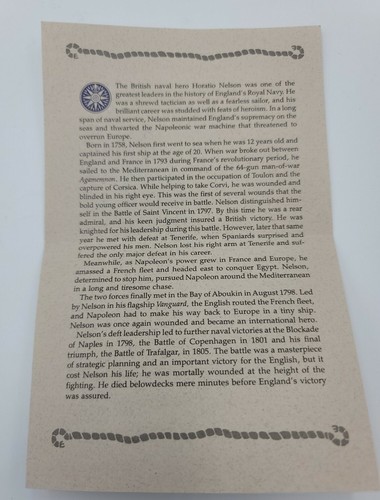 The British naval hero Horatio Nelson was one of the
greatest leaders in the history of England's Royal Navy. He
was a shrewd tactician as well as a fearless sailor, and his
brilliant career was studded with feats of heroism. In a long
span of naval service, Nelson maintained England's supremacy on the
seas and thwarted the Napoleonic war machine that threatened to
overrun Europe.
Born in 1758, Nelson first went to sea when he was 12 years old and
captained his first ship at the age of 20. When war broke out between
England and France in 1793 during France's revolutionary period, he
sailed to the Mediterranean in command of the 64-gun man-of-war
Agamemnon. He then participated in the occupation of Toulon and the
capture of Corsica. While helping to take Corvi, he was wounded and
blinded in his right eye. This was the first of several wounds that the
bold young officer would receive in battle. Nelson distinguished him-
self in the Battle of Saint Vincent in 1797. By this time he was a rear
admiral, and his keen judgment insured a British victory. He was
knighted for his leadership during this battle. However, later that same
year he met with defeat at Tenerife, when Spaniards surprised and
overpowered his men. Nelson lost his right arm at Tenerife and suf-
fered the only major defeat in his career.
Meanwhile, as Napoleon's power grew in France and Europe, he
amassed a French fleet and headed east to conquer Egypt. Nelson,
determined to stop him, pursued Napoleon around the Mediterranean
in a long and tiresome chase.
The two forces finally met in the Bay of Aboukin in August 1798. Led
by Nelson in his flagship Vanguard, the English routed the French fleet,
and Napoleon had to make his way back to Europe in a tiny ship.
Nelson was once again wounded and became an international hero.
Nelson's deft leadership led to further naval victories at the Blockade
of Naples in 1798, the Battle of Copenhagen in 1801 and his final
triumph, the Battle of Trafalgar, in 1805. The battle was a masterpiece
of strategic planning and an important victory for the English, but it
cost Nelson his life; he was mortally wounded at the height of the
fighting. He died belowdecks mere minutes before England's victory
was assured.